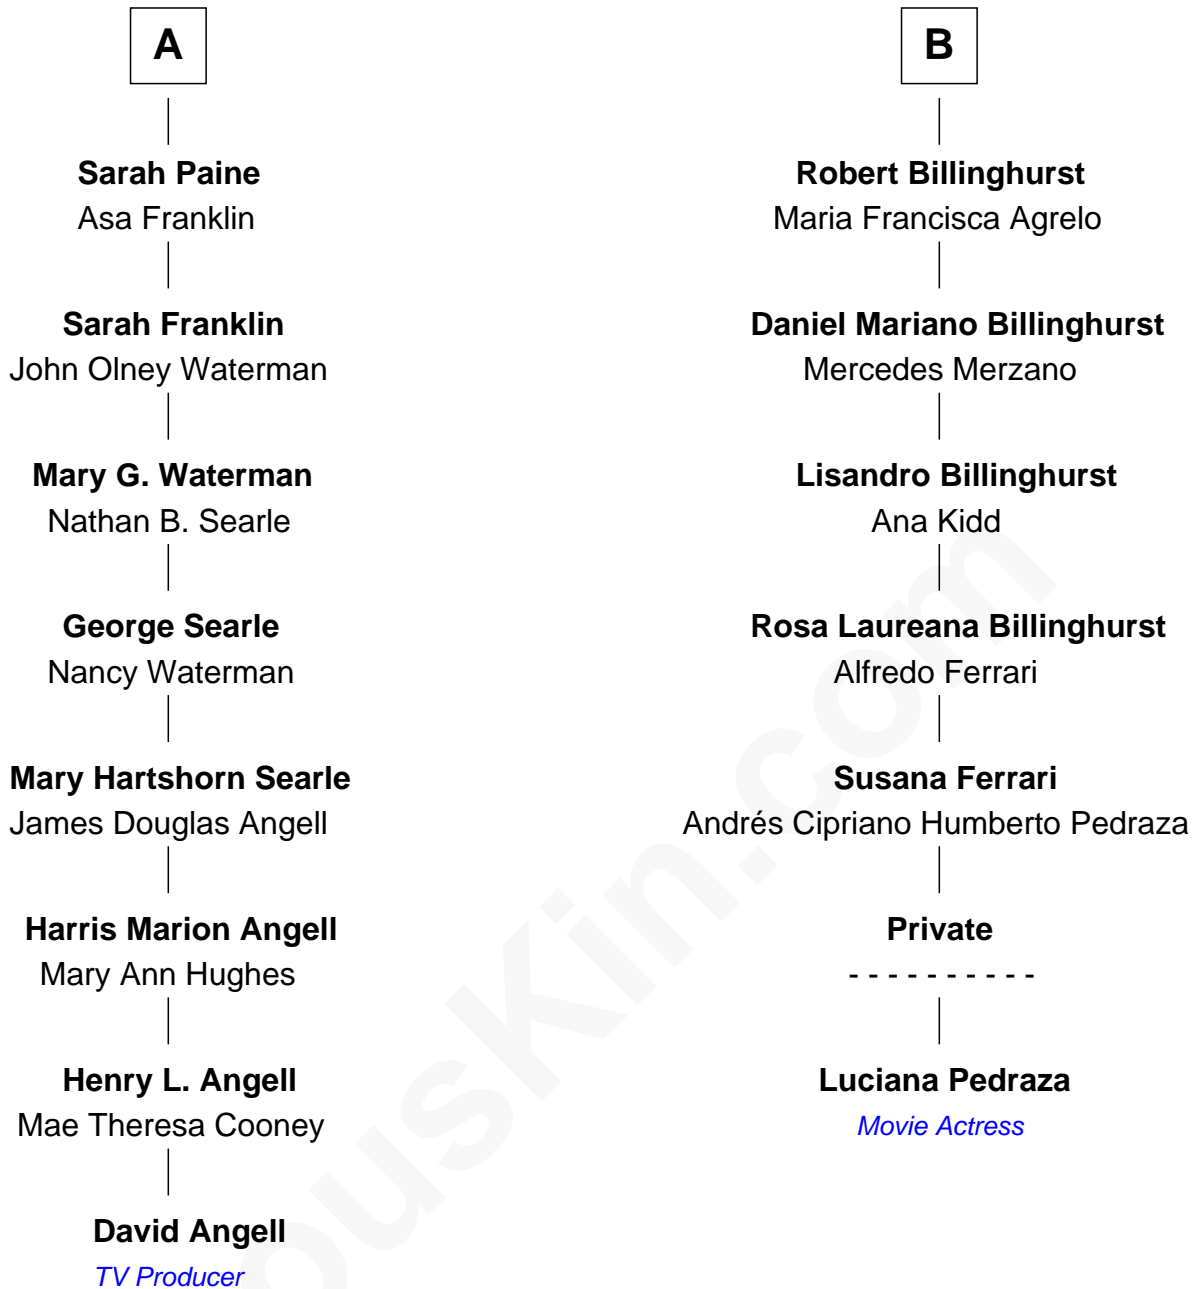 A
Sarah Paine
Asa Franklin
Sarah Franklin
John Olney Waterman
Mary G. Waterman
Nathan B. Searle
George Searle
Nancy Waterman
Mary Hartshorn Searle
James Douglas Angell
Harris Marion Angell
Mary Ann Hughes
Henry L. Angell
Mae Theresa Cooney
David Angell
TV Producer
B
Robert Billinghurst
Maria Francisca Agrelo
Daniel Mariano Billinghurst
Mercedes Merzano
Lisandro Billinghurst
Ana Kidd
Rosa Laureana Billinghurst
Alfredo Ferrari
Susana Ferrari
Andrés Cipriano Humberto Pedraza
Private
- - - - - - - - - -
Luciana Pedraza
Movie Actress
ousKin.com